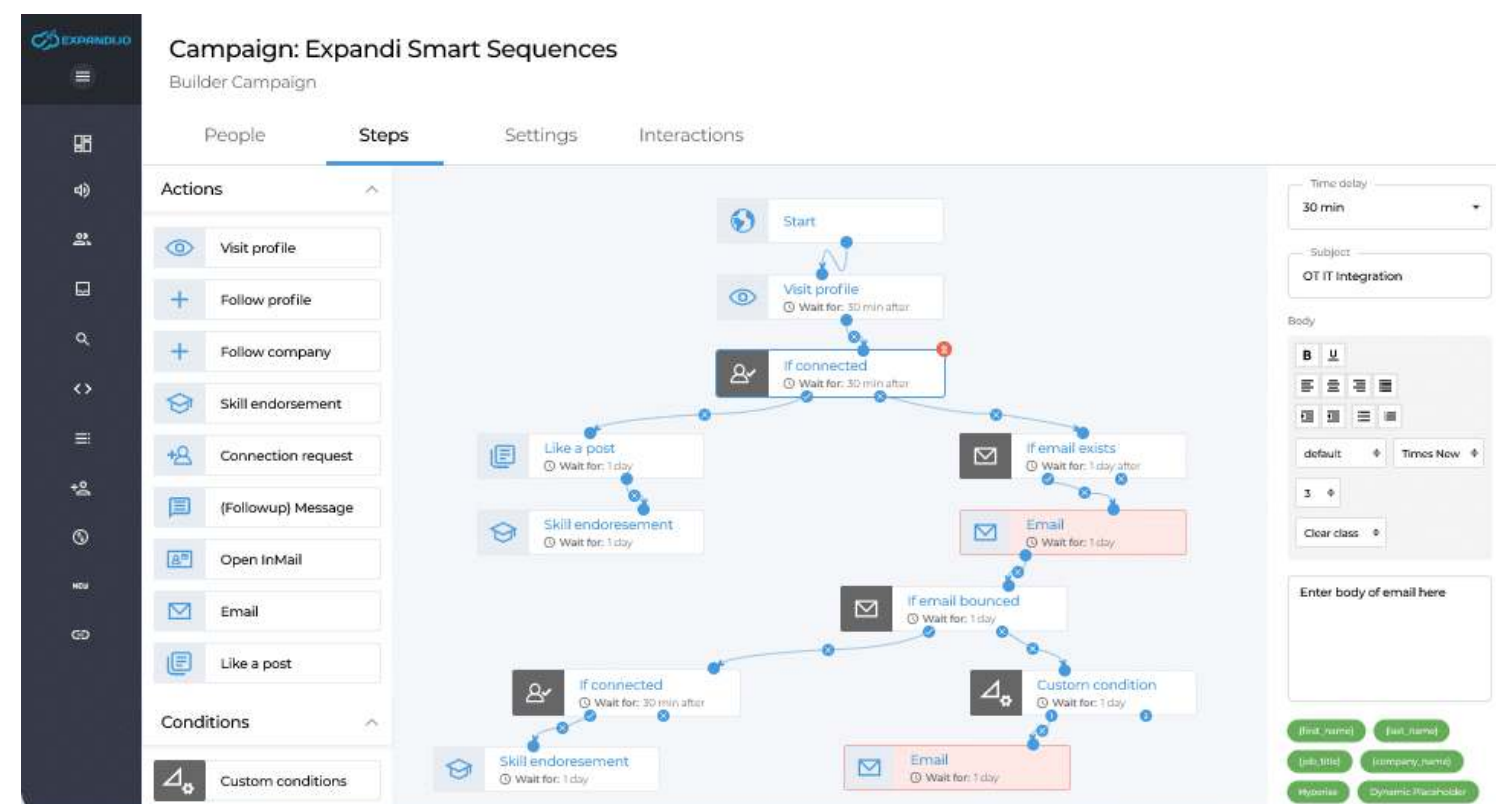 EXPANDI.IO
Campaign: Expandi Smart Sequences
Builder Campaign
People
Steps
Settings
Interactions
Actions
Visit profile
Follow profile
Follow company
Skill endorsement
Connection request
(Followup) Message
Open InMail
Email
Like a post
Conditions
Custom conditions
Start
Visit profile
Wait for: 30 min after
If connected
Wait for: 30 min after
Like a post
Wait for: 1 day
If email exists
Wait for: 1 day after
Skill endoresement
Wait for: 1 day
Email
Wait for: 1 day
If email bounced
Wait for: 1 day
If connected
Wait for: 30 min after
Custom condition
Wait for: 1 day
Skill endoresement
Wait for: 1 day
Email
Wait for: 1 day
Time delay
30 min
Subject
OT IT Integration
Body
B U
default
Times New
3
Clear class
Enter body of email here
{first_name}
{last_name}
{job_title}
{company_name}
Hyperise
Dynamic Placeholder